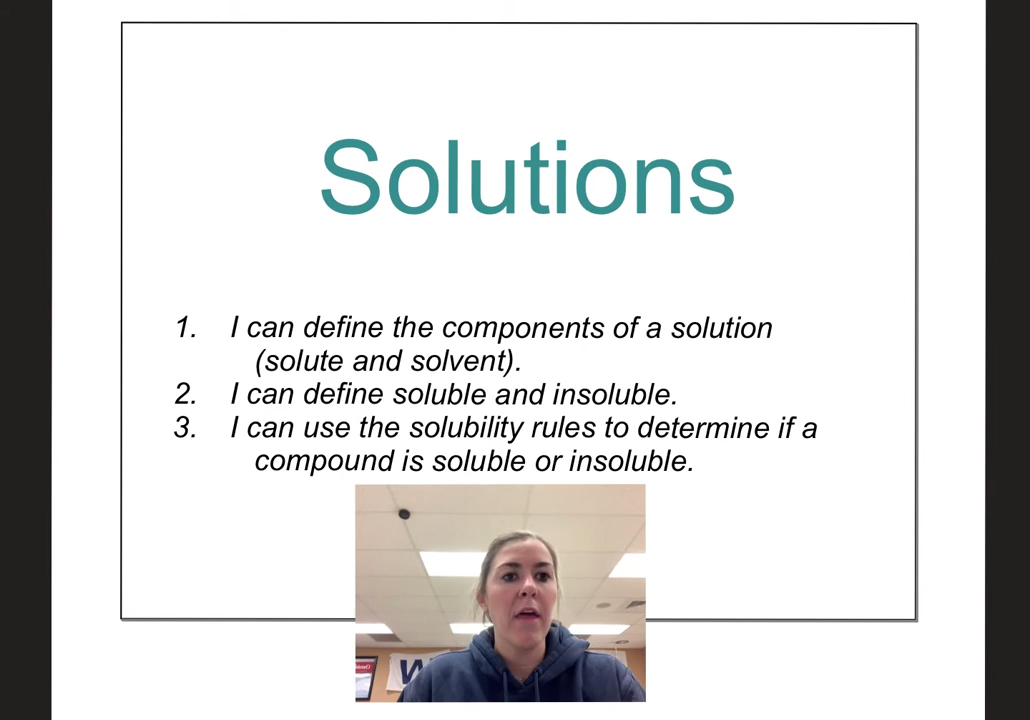 Solutions
1. I can define the components of a solution
(solute and solvent).
2. I can define soluble and insoluble.
3. I can use the solubility rules to determine if a
compound is soluble or insoluble.
W